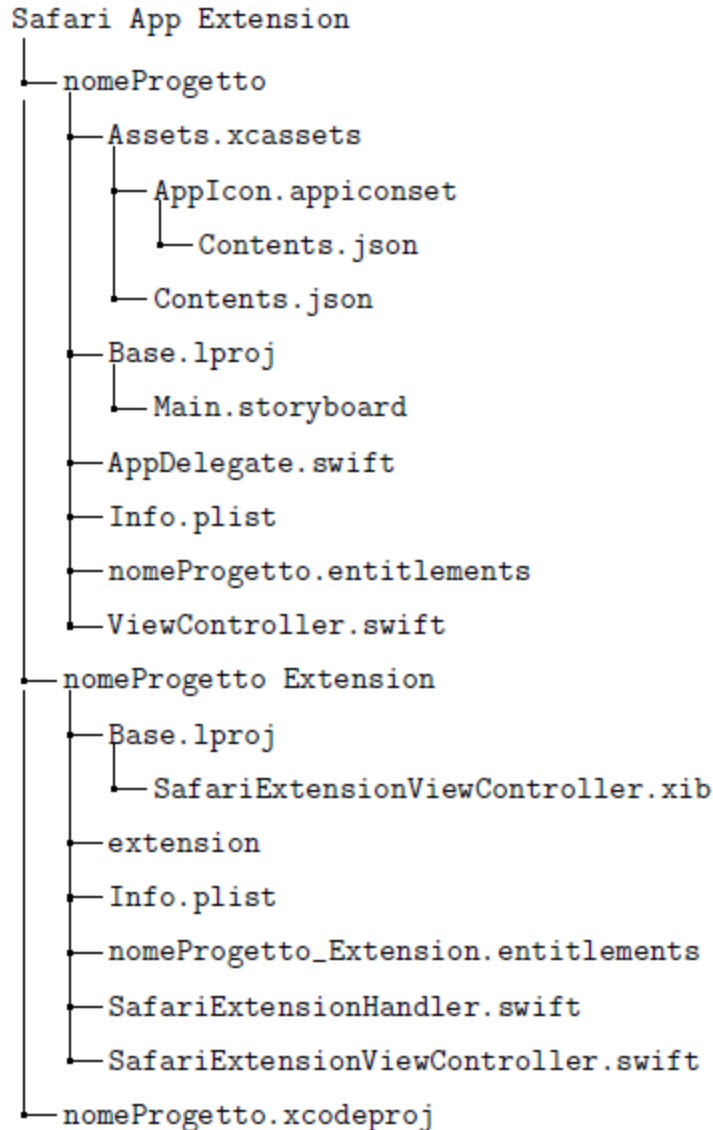 Safari App Extension
nomeProgetto
Assets.xcassets
AppIcon.appiconset
Contents.json
Contents.json
Base.lproj
Main.storyboard
AppDelegate.swift
Info.plist
nomeProgetto.entitlements
ViewController.swift
nomeProgetto Extension
Base.lproj
SafariExtensionViewController.xib
extension
Info.plist
nomeProgetto_Extension.entitlements
SafariExtensionHandler.swift
SafariExtensionViewController.swift
nomeProgetto.xcodeproj